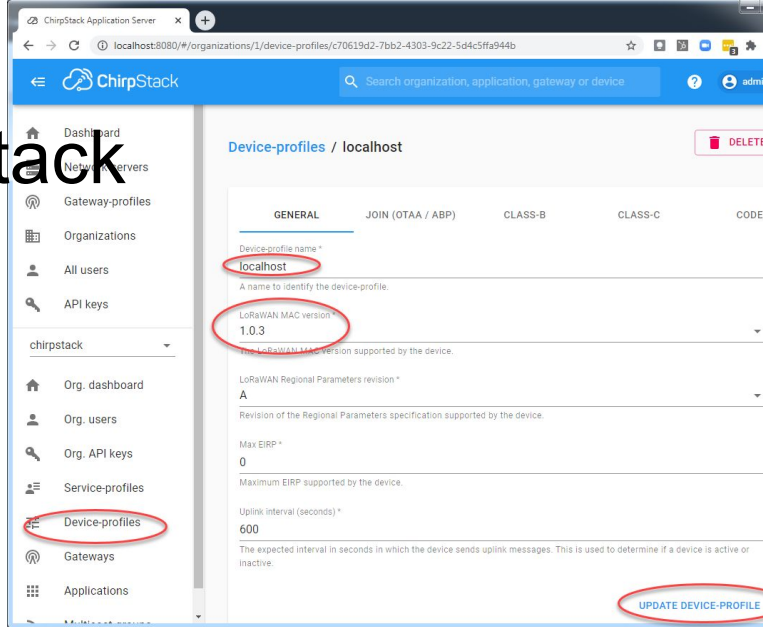 ChirpStack Application Server
localhost:8080/#/organizations/1/device-profiles/c70619d2-7bb2-4303-9c22-5d4c5ffa944b
3
ChirpStack
Search organization, application, gateway or device
?
admi
tack
Dashboard
Network-servers
Gateway-profiles
Organizations
All users
API keys
chirpstack
Org. dashboard
Org. users
Org. API keys
Service-profiles
Device-profiles
Gateways
Applications
Multicast-groups
Device-profiles / localhost
DELETE
GENERAL JOIN (OTAA / ABP) CLASS-B CLASS-C CODE
Device-profile name *
localhost
A name to identify the device-profile.
LoRaWAN MAC version *
1.0.3
The LoRaWAN MAC version supported by the device.
LoRaWAN Regional Parameters revision *
A
Revision of the Regional Parameters specification supported by the device.
Max EIRP *
0
Maximum EIRP supported by the device.
Uplink interval (seconds) *
600
The expected interval in seconds in which the device sends uplink messages. This is used to determine if a device is active or
inactive.
UPDATE DEVICE-PROFILE